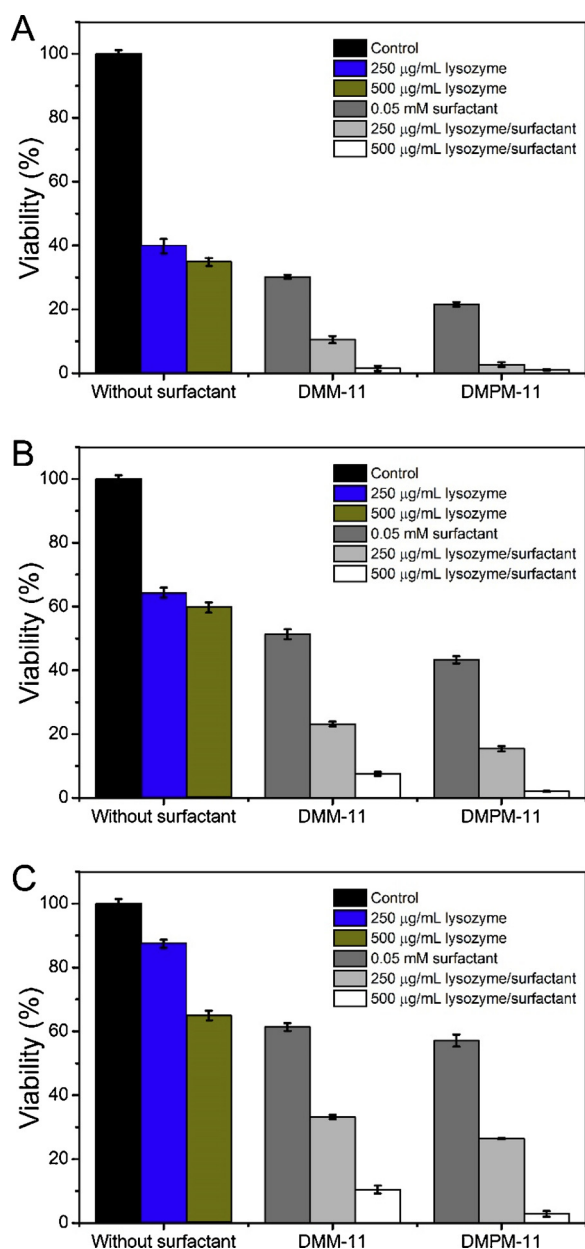 A
Viability (%)
100
80
60
40
20
0
Control
250 μg/mL lysozyme
500 μg/mL lysozyme
0.05 mM surfactant
250 μg/mL lysozyme/surfactant
500 μg/mL lysozyme/surfactant
Without surfactant DMM-11 DMPM-11
B
Viability (%)
100
80
60
40
20
0
Control
250 μg/mL lysozyme
500 μg/mL lysozyme
0.05 mM surfactant
250 μg/mL lysozyme/surfactant
500 μg/mL lysozyme/surfactant
Without surfactant DMM-11 DMPM-11
C
Viability (%)
100
80
60
40
20
0
Control
250 μg/mL lysozyme
500 μg/mL lysozyme
0.05 mM surfactant
250 μg/mL lysozyme/surfactant
500 μg/mL lysozyme/surfactant
Without surfactant DMM-11 DMPM-11